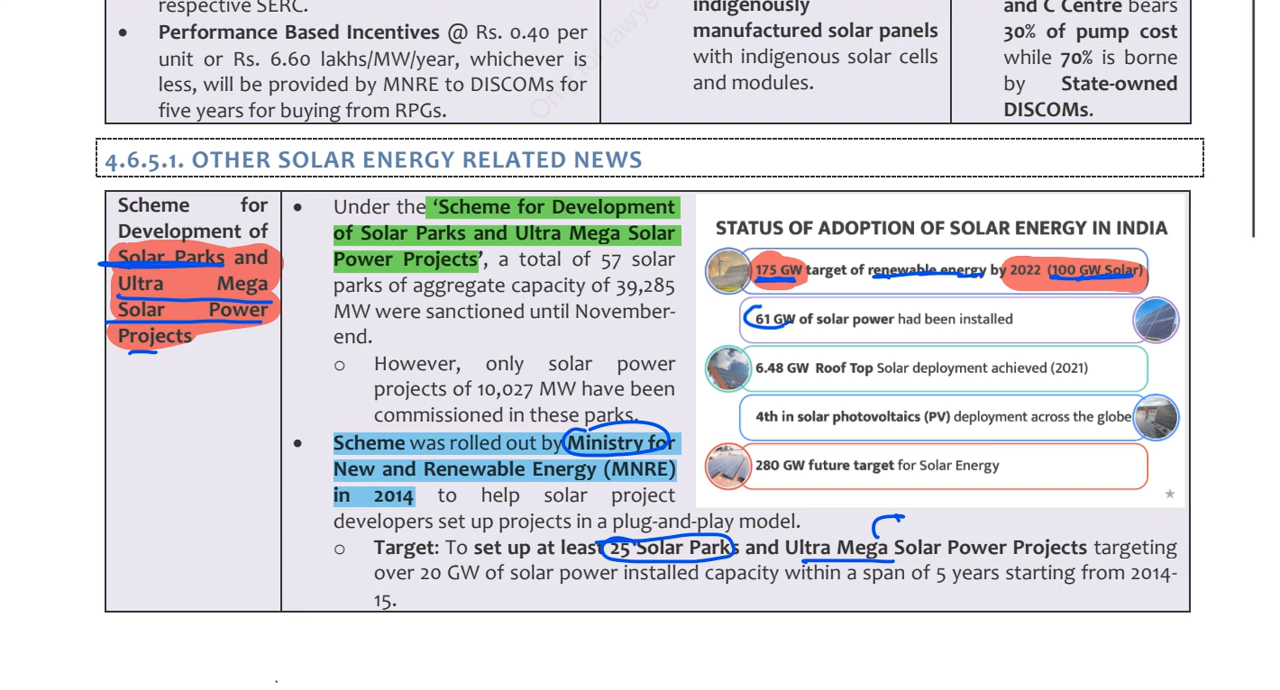 respective SERC.
• Performance Based Incentives @ Rs. 0.40 per
unit or Rs. 6.60 lakhs/MW/year, whichever is
less, will be provided by MNRE to DISCOMs for
five years for buying from RPGs.
indigenously
manufactured solar panels
with indigenous solar cells
and modules.
and C Centre bears
30% of pump cost
while 70% is borne
by State-owned
DISCOMs.
4.6.5.1. OTHER SOLAR ENERGY RELATED NEWS
Scheme for
Development of
Solar Parks and
Ultra Mega
Solar Power
Projects
• Under the ‘Scheme for Development
of Solar Parks and Ultra Mega Solar
Power Projects’, a total of 57 solar
parks of aggregate capacity of 39,285
MW were sanctioned until November-
end.
o However, only solar power
projects of 10,027 MW have been
commissioned in these parks.
• Scheme was rolled out by Ministry for
New and Renewable Energy (MNRE)
in 2014 to help solar project
developers set up projects in a plug-and-play model.
o Target: To set up at least 25 Solar Parks and Ultra Mega Solar Power Projects targeting
over 20 GW of solar power installed capacity within a span of 5 years starting from 2014-
15.
STATUS OF ADOPTION OF SOLAR ENERGY IN INDIA
175 GW target of renewable energy by 2022 (100 GW Solar)
61 GW of solar power had been installed
6.48 GW Roof Top Solar deployment achieved (2021)
4th in solar photovoltaics (PV) deployment across the globe
280 GW future target for Solar Energy